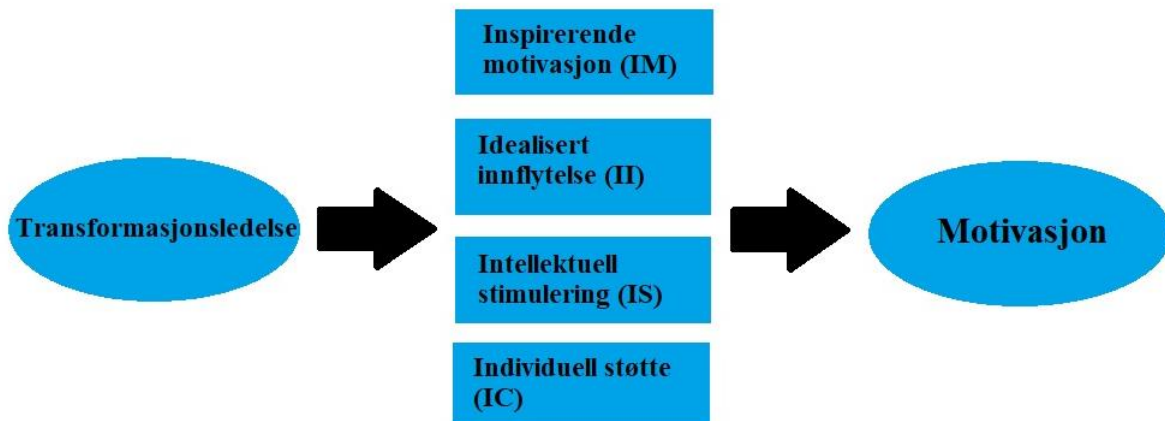 Transformasjonsledelse
Inspirerende
motivasjon (IM)
Idealisert
innflytelse (II)
Intellektuell
stimulering (IS)
Individuell støtte
(IC)
Motivasjon